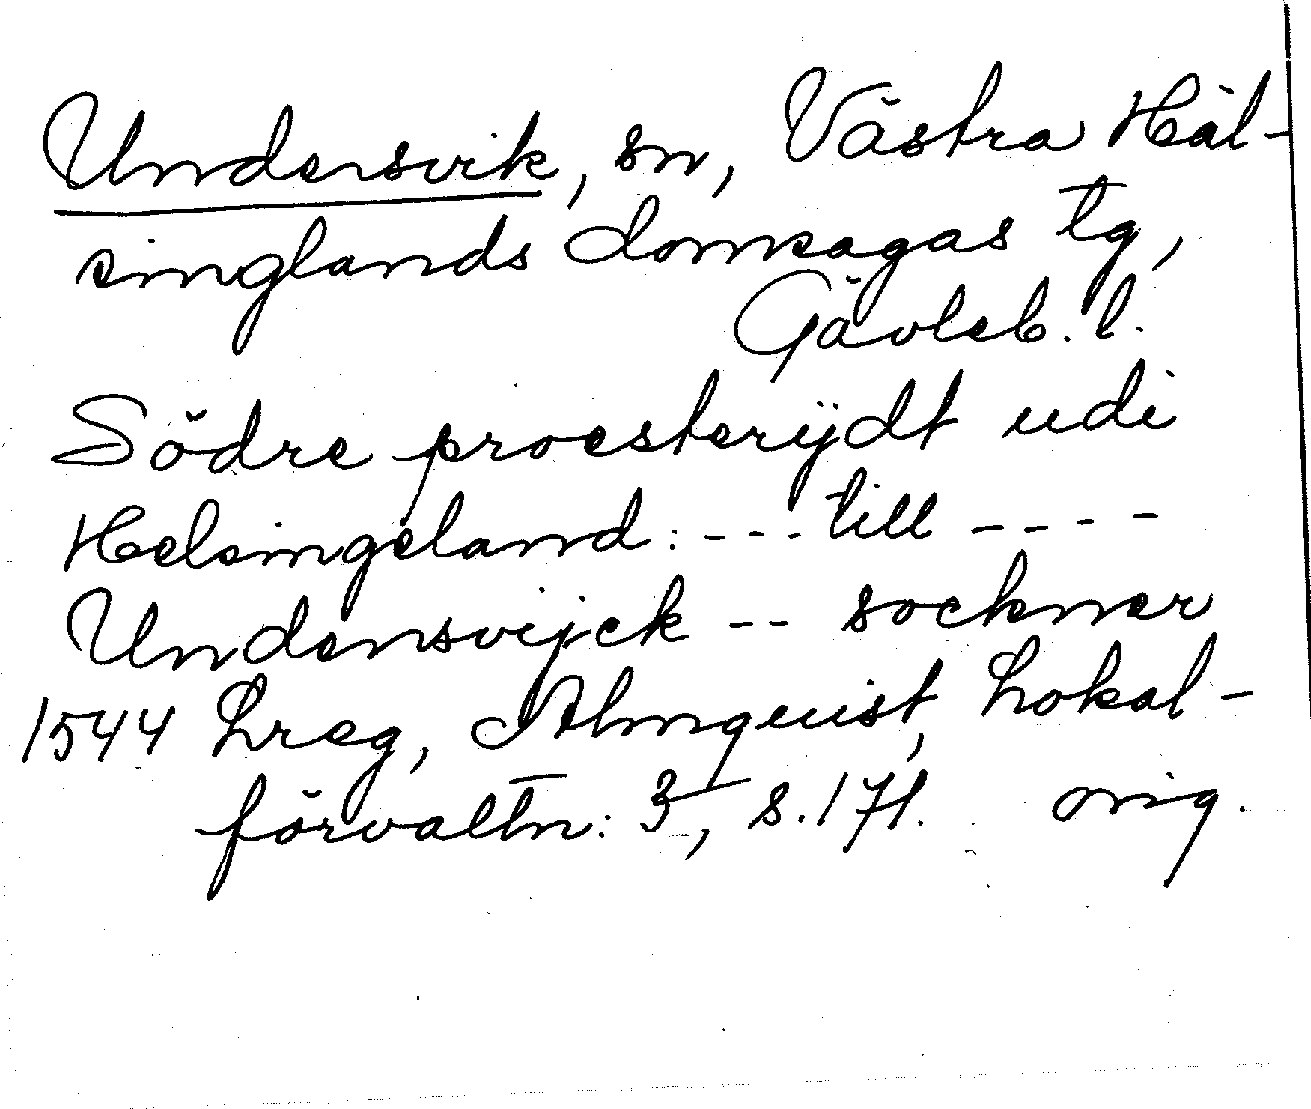 Undersvik, sn, Västra Häl-
singlands domsagas tg,
Gävleb. l.
Södre proesterijdt udi
Helsingeland: --- till ----
Undersvijck -- sockner
1544 Lreg, Almquist, Lokal-
förvaltn: 3, s. 171. orig.